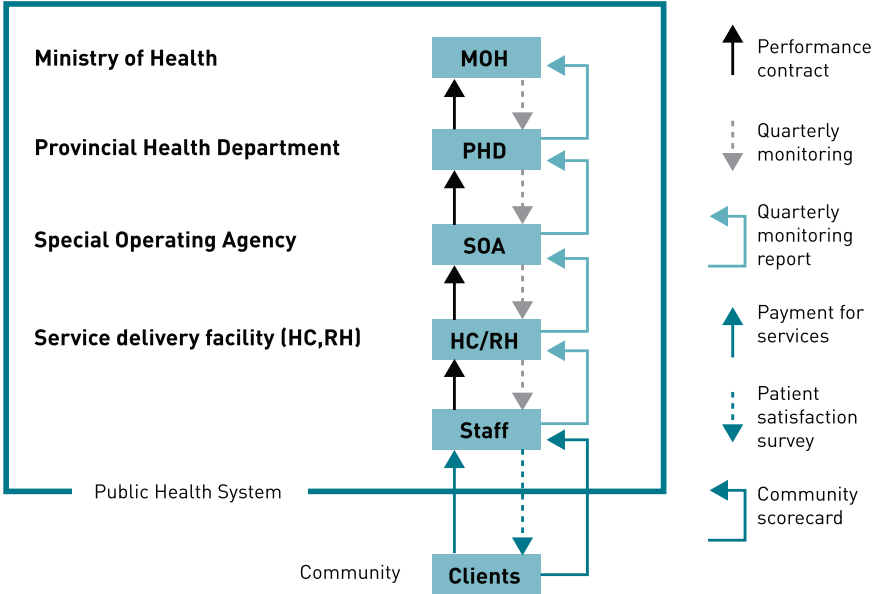 Ministry of Health
MOH
Provincial Health Department
PHD
Special Operating Agency
SOA
Service delivery facility (HC,RH)
HC/RH
Staff
Public Health System
Community
Clients
Performance
contract
Quarterly
monitoring
Quarterly
monitoring
report
Payment for
services
Patient
satisfaction
survey
Community
scorecard